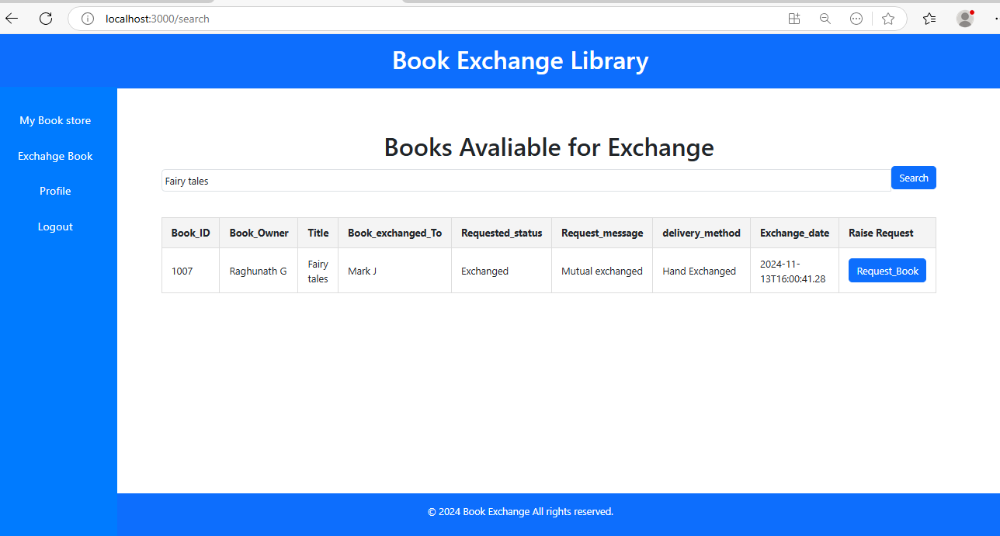 localhost:3000/search
Book Exchange Library
My Book store
Exchahge Book
Profile
Logout
Books Avaliable for Exchange
Fairy tales
Search
Book_ID Book_Owner Title Book_exchanged_To Requested_status Request_message delivery_method Exchange_date Raise Request
1007 Raghunath G Fairy tales Mark J Exchanged Mutual exchanged Hand Exchanged 2024-11-13T16:00:41.28 Request_Book
© 2024 Book Exchange All rights reserved.